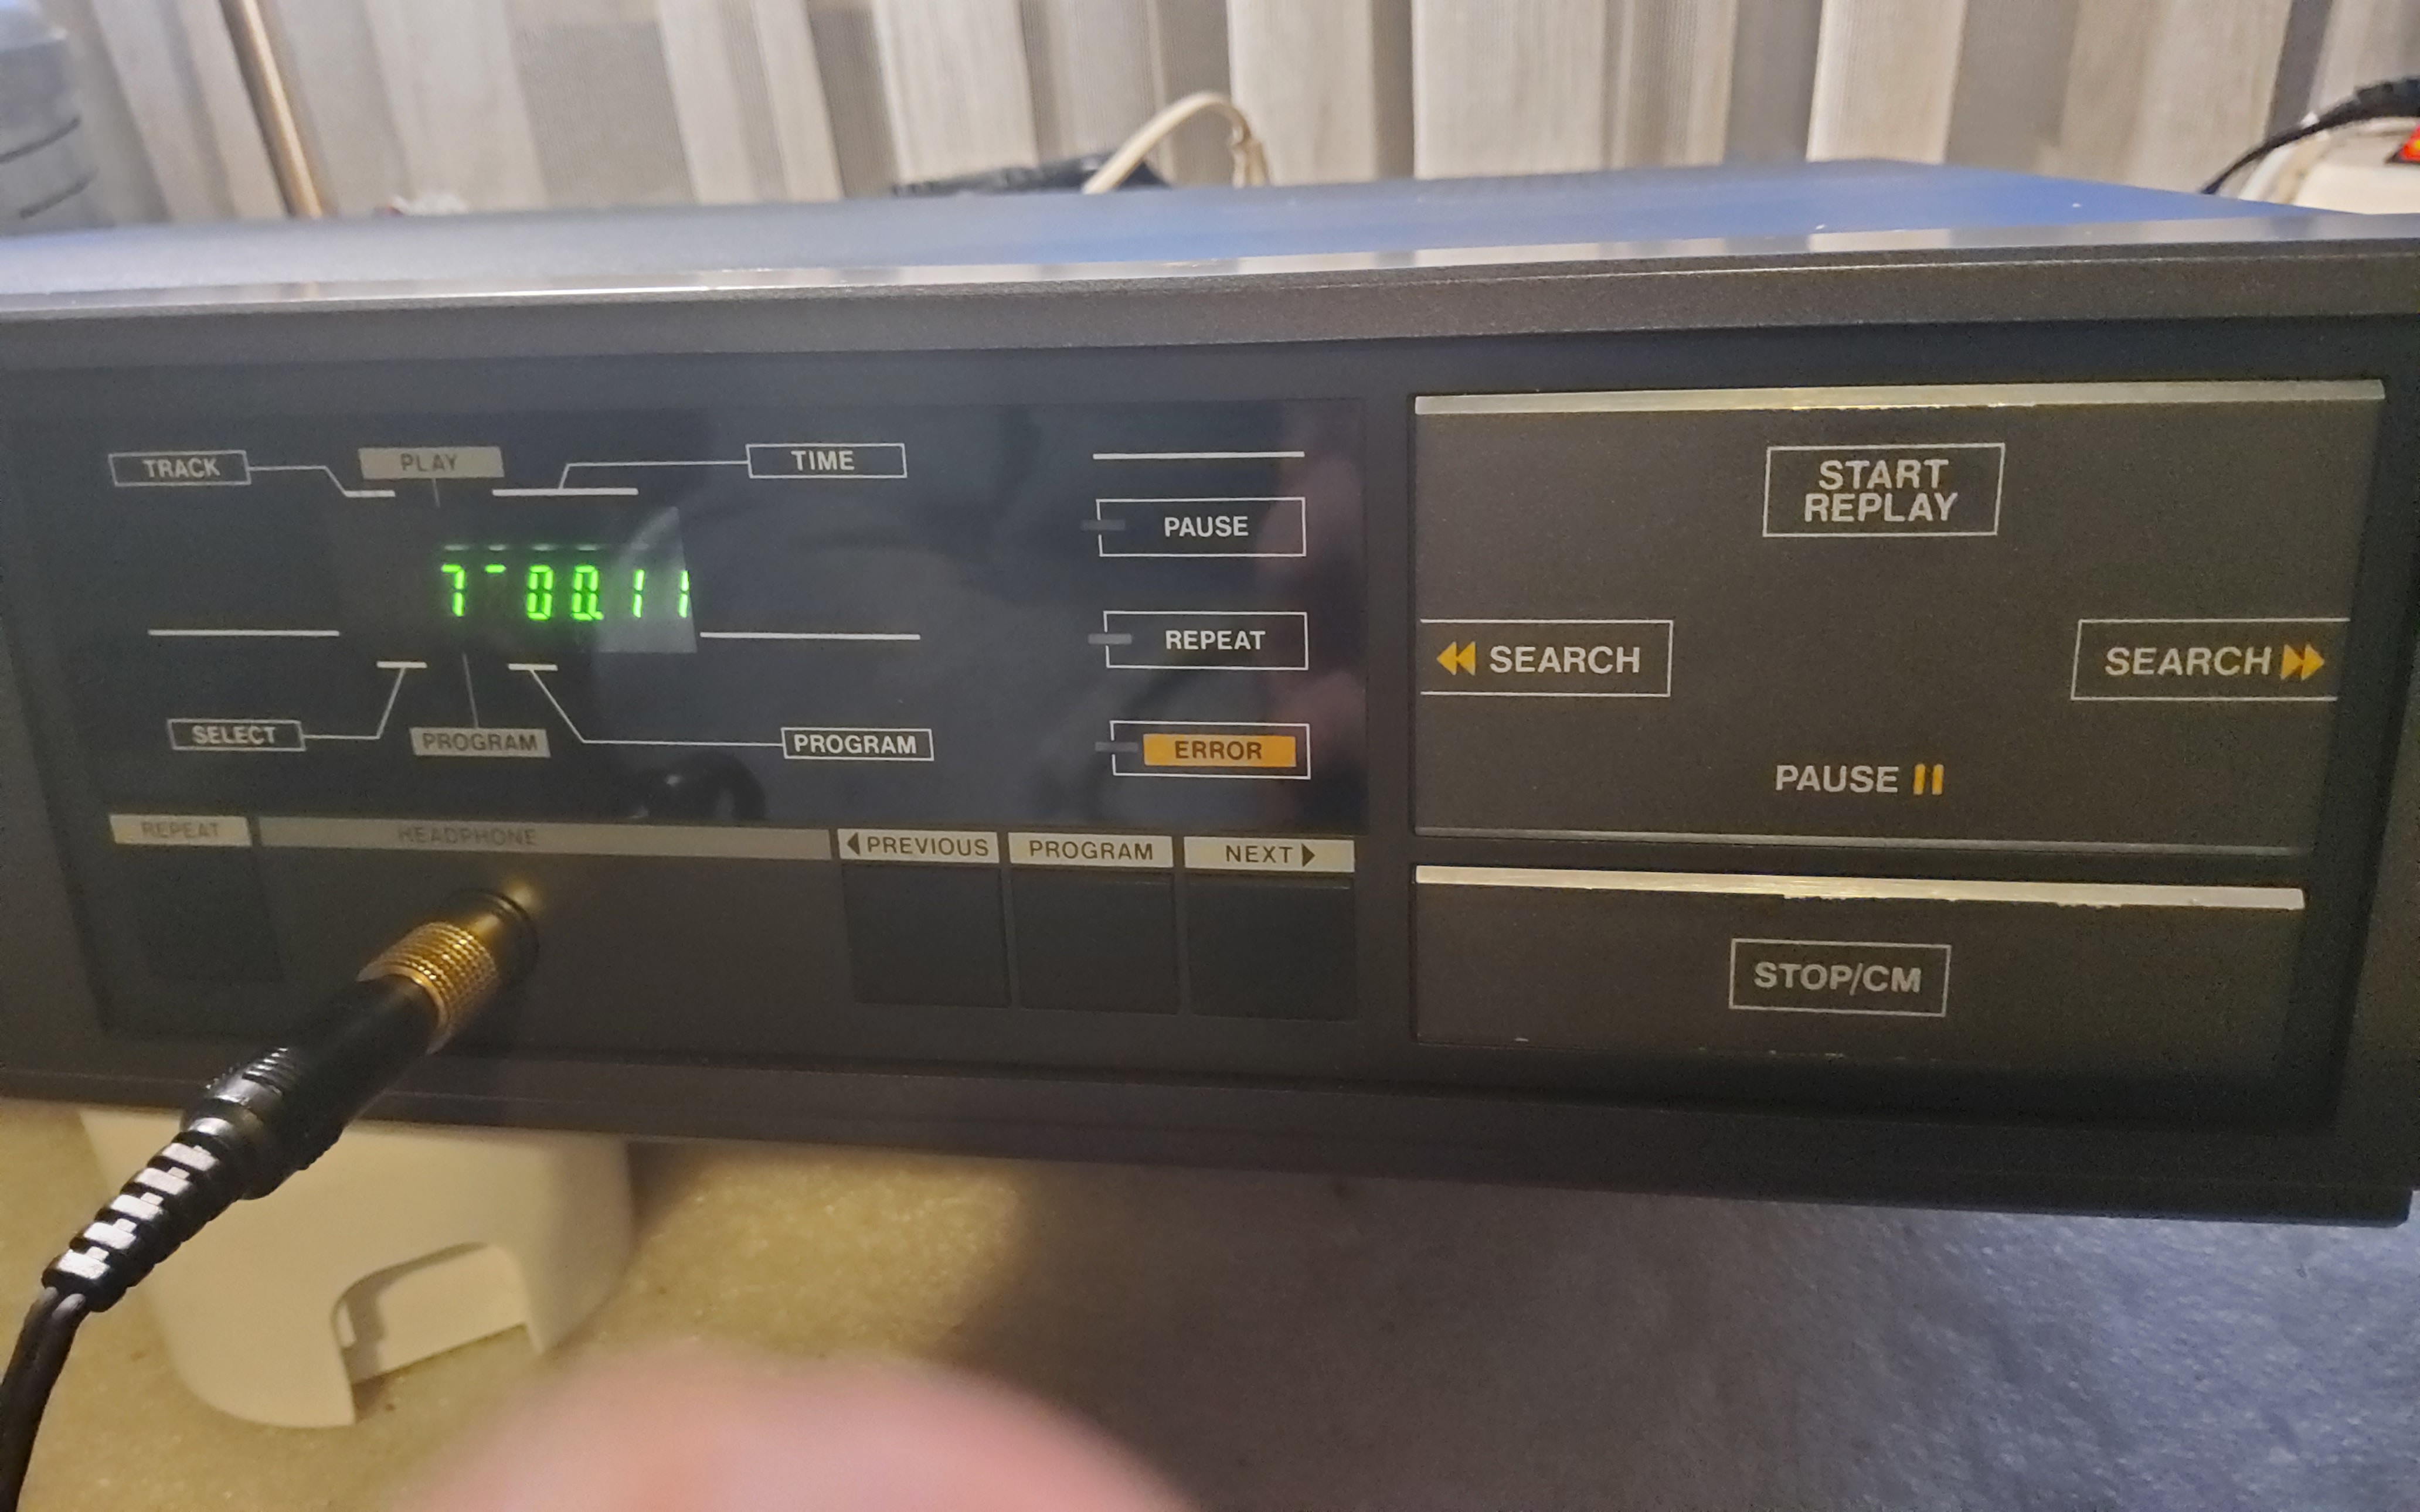 TRACK
PLAY
TIME
7 00.11
SELECT
PROGRAM
PROGRAM
PAUSE
REPEAT
ERROR
REPEAT
HEADPHONE
PREVIOUS
PROGRAM
NEXT
START
REPLAY
SEARCH
SEARCH
PAUSE
STOP/CM